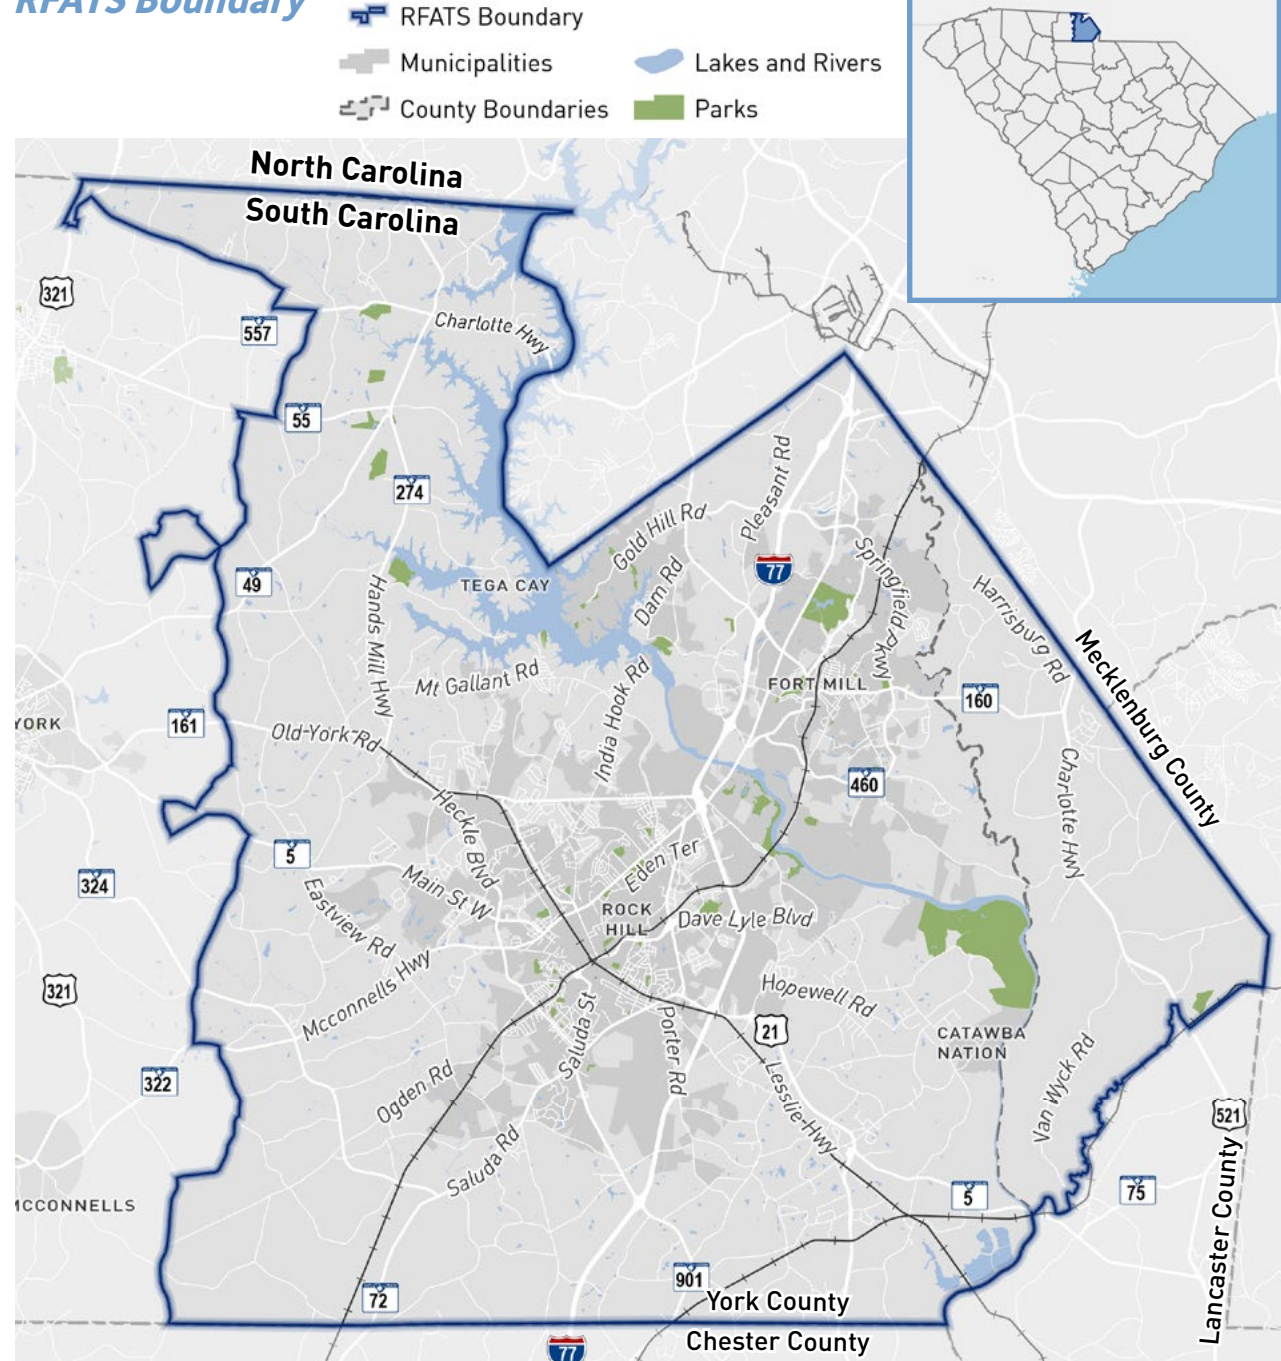 RFATS Boundary
RFATS Boundary
Municipalities
Lakes and Rivers
County Boundaries
Parks
North Carolina
South Carolina
321
557
Charlotte Hwy
55
274
Pleasant Rd
Gold Hill Rd
77
Springfield Pkwy
49
TEGA CAY
Dam Rd
Harrisburg Rd
Hands Mill Hwy
Mt Gallant Rd
India Hook Rd
FORT MILL
160
Mecklenburg County
YORK
161
Old York Rd
460
Charlotte Hwy
Heckle Blvd
5
324
Main St W
Eden Ter
Eastview Rd
ROCK
HILL
Dave Lyle Blvd
Mcconnells Hwy
321
Hopewell Rd
Saluda St
Porter Rd
21
CATAWBA
NATION
322
Ogden Rd
Lesslie Hwy
Van Wyck Rd
521
Saluda Rd
5
75
MCCONNELLS
Lancaster County
901
72
York County
Chester County
77